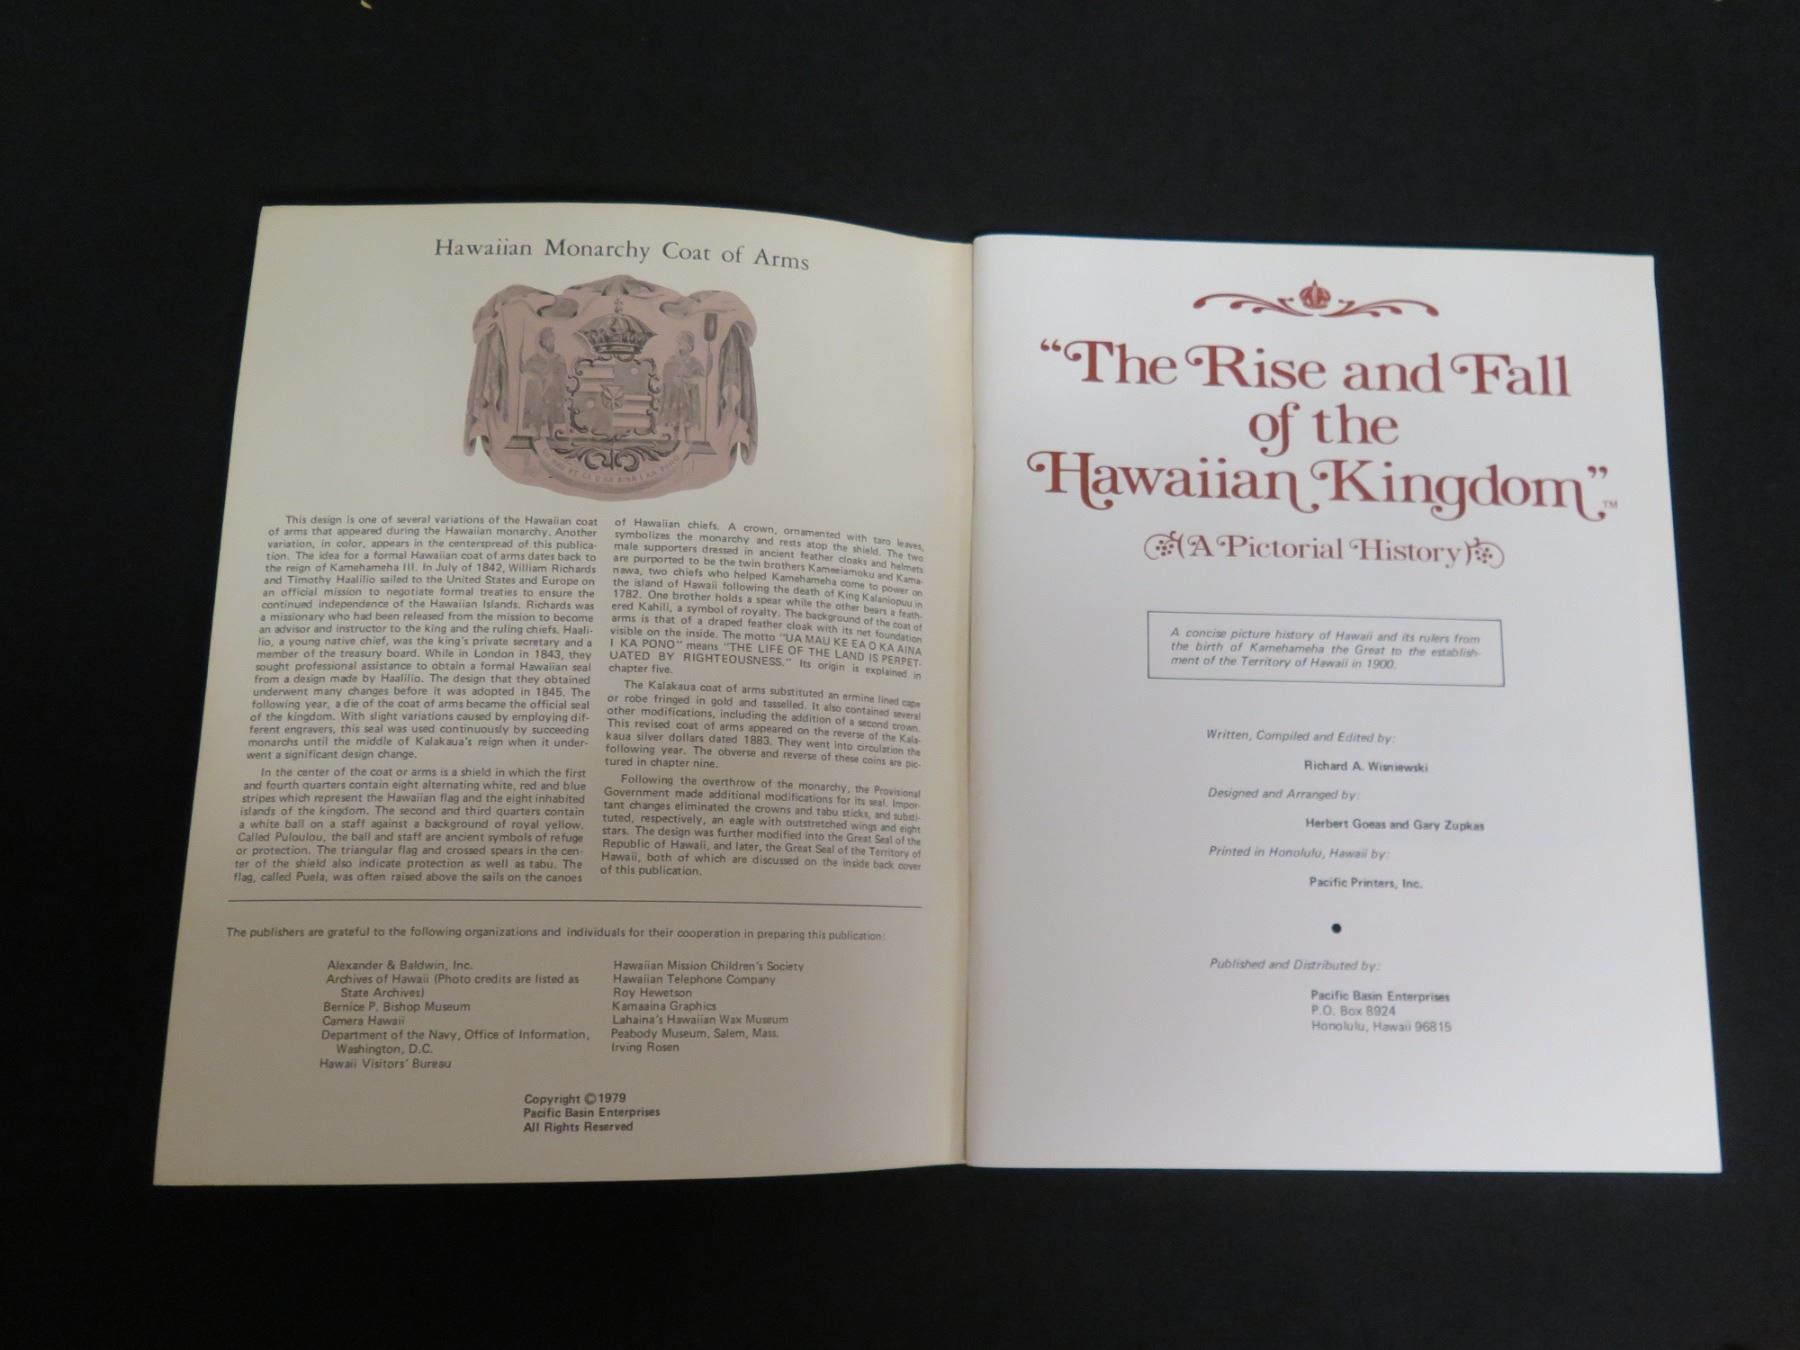 Hawaiian Monarchy Coat of Arms
This design is one of several variations of the Hawaiian coat
of arms that appeared during the Hawaiian monarchy. Another
variation, in color, appears in the centerspread of this publica-
tion. The idea for a formal Hawaiian coat of arms dates back to
the reign of Kamehameha III. In July of 1842, William Richards
and Timothy Haalilio sailed to the United States and Europe on
an official mission to negotiate formal treaties to ensure the
continued independence of the Hawaiian Islands. Richards was
a missionary who had been released from the mission to become
an advisor and instructor to the king and the ruling chiefs. Haali-
lio, a young native chief, was the king's private secretary and a
member of the treasury board. While in London in 1843, they
sought professional assistance to obtain a formal Hawaiian seal
from a design made by Haalilio. The design that they obtained
underwent many changes before it was adopted in 1845. The
following year, a die of the coat of arms became the official seal
of the kingdom. With slight variations caused by employing dif-
ferent engravers, this seal was used continuously by succeeding
monarchs until the middle of Kalakaua's reign when it under-
went a significant design change.
In the center of the coat or arms is a shield in which the first
and fourth quarters contain eight alternating white, red and blue
stripes which represent the Hawaiian flag and the eight inhabited
islands of the kingdom. The second and third quarters contain
a white ball on a staff against a background of royal yellow.
Called Puloulou, the ball and staff are ancient symbols of refuge
or protection. The triangular flag and crossed spears in the cen-
ter of the shield also indicate protection as well as tabu. The
flag, called Puela, was often raised above the sails on the canoes
of Hawaiian chiefs. A crown, ornamented with taro leaves,
symbolizes the monarchy and rests atop the shield. The two
male supporters dressed in ancient feather cloaks and helmets
are purported to be the twin brothers Kameeiamoku and Kama-
nawa, two chiefs who helped Kamehameha come to power on
the island of Hawaii following the death of King Kalaniopuu in
1782. One brother holds a spear while the other bears a feath-
ered Kahili, a symbol of royalty. The background of the coat of
arms is that of a draped feather cloak with its net foundation
visible on the inside. The motto "UA MAU KE EA O KA AINA
I KA PONO" means "THE LIFE OF THE LAND IS PERPET-
UATED BY RIGHTEOUSNESS." Its origin is explained in
chapter five.
The Kalakaua coat of arms substituted an ermine lined cape
or robe fringed in gold and tasselled. It also contained several
other modifications, including the addition of a second crown.
This revised coat of arms appeared on the reverse of the Kala-
kaua silver dollars dated 1883. They went into circulation the
following year. The obverse and reverse of these coins are pic-
tured in chapter nine.
Following the overthrow of the monarchy, the Provisional
Government made additional modifications for its seal. Impor-
tant changes eliminated the crowns and tabu sticks, and substi-
tuted, respectively, an eagle with outstretched wings and eight
stars. The design was further modified into the Great Seal of the
Republic of Hawaii, and later, the Great Seal of the Territory of
Hawaii, both of which are discussed on the inside back cover
of this publication.
The publishers are grateful to the following organizations and individuals for their cooperation in preparing this publication:
Alexander & Baldwin, Inc.
Archives of Hawaii (Photo credits are listed as
State Archives)
Bernice P. Bishop Museum
Camera Hawaii
Department of the Navy, Office of Information,
Washington, D.C.
Hawaii Visitors' Bureau
Hawaiian Mission Children's Society
Hawaiian Telephone Company
Roy Hewetson
Kamaaina Graphics
Lahaina's Hawaiian Wax Museum
Peabody Museum, Salem, Mass.
Irving Rosen
Copyright ©1979
Pacific Basin Enterprises
All Rights Reserved
"The Rise and Fall
of the
Hawaiian Kingdom"™
(A Pictorial History)
A concise picture history of Hawaii and its rulers from
the birth of Kamehameha the Great to the establish-
ment of the Territory of Hawaii in 1900.
Written, Compiled and Edited by:
Richard A. Wisniewski
Designed and Arranged by:
Herbert Goeas and Gary Zupkas
Printed in Honolulu, Hawaii by:
Pacific Printers, Inc.
Published and Distributed by:
Pacific Basin Enterprises
P.O. Box 8924
Honolulu, Hawaii 96815